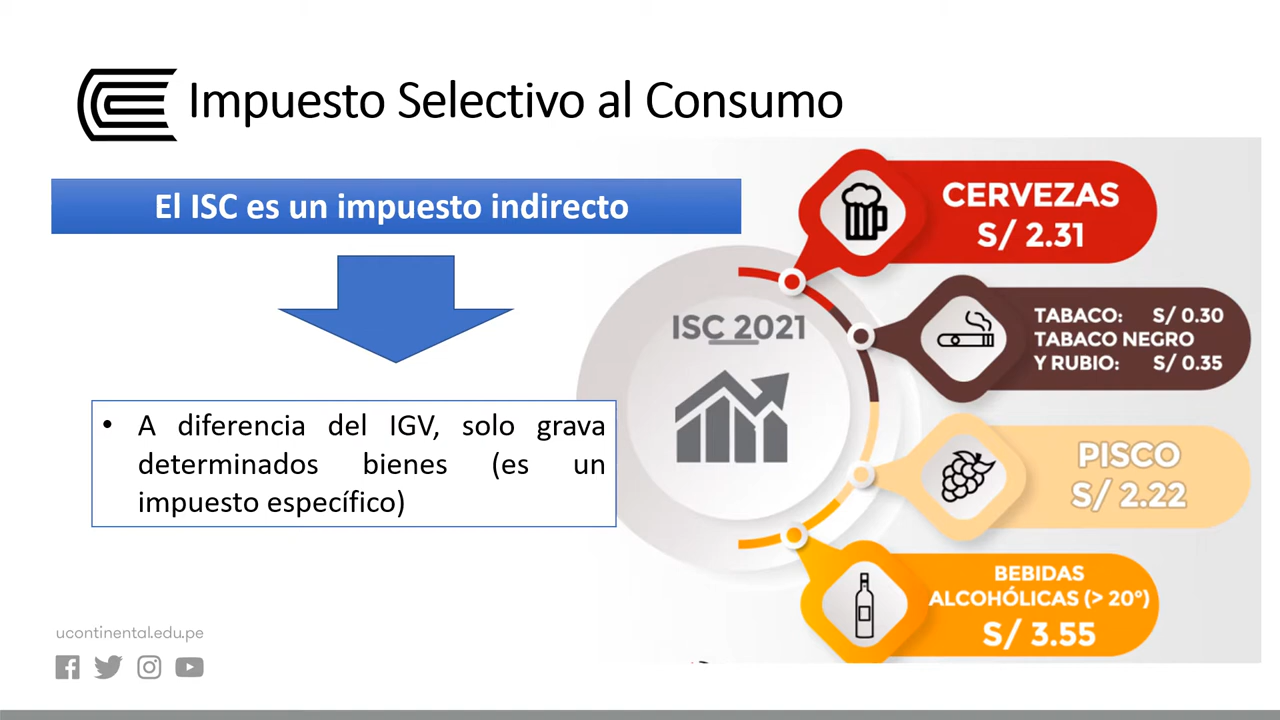 Impuesto Selectivo al Consumo
El ISC es un impuesto indirecto
• A diferencia del IGV, solo grava
determinados bienes (es un
impuesto específico)
ISC 2021
CERVEZAS
S/ 2.31
TABACO: S/ 0.30
TABACO NEGRO
Y RUBIO: S/ 0.35
PISCO
S/ 2.22
BEBIDAS
ALCOHÓLICAS (> 20°)
S/ 3.55
ucontinental.edu.pe